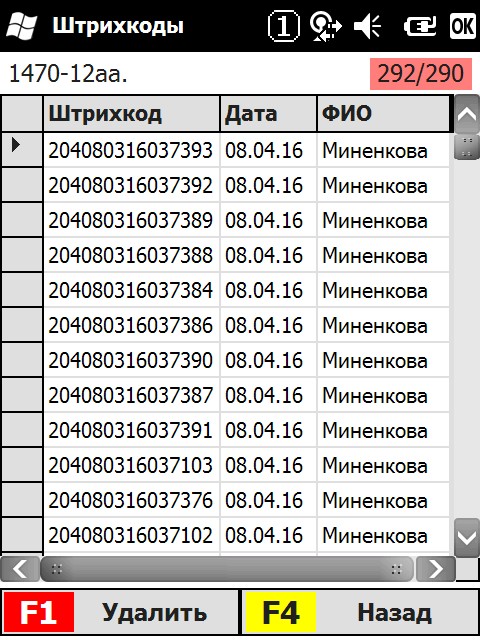 Штрихкоды 1 OK
1470-12аа. 292/290
Штрихкод Дата ФИО
204080316037393 08.04.16 Миненкова
204080316037392 08.04.16 Миненкова
204080316037389 08.04.16 Миненкова
204080316037388 08.04.16 Миненкова
204080316037384 08.04.16 Миненкова
204080316037386 08.04.16 Миненкова
204080316037390 08.04.16 Миненкова
204080316037387 08.04.16 Миненкова
204080316037391 08.04.16 Миненкова
204080316037103 08.04.16 Миненкова
204080316037376 08.04.16 Миненкова
204080316037102 08.04.16 Миненкова
F1 Удалить F4 Назад